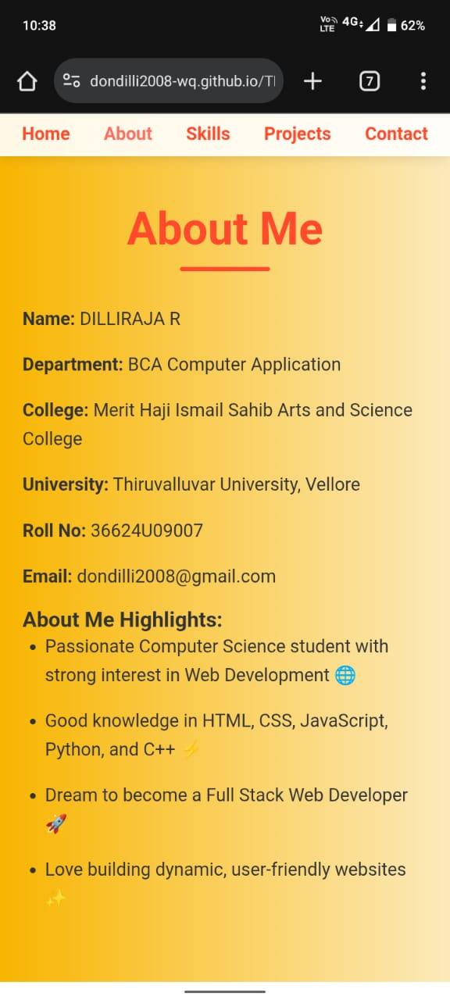 10:38 Vo LTE 4G 62%
dondilli2008-wq.github.io/T 7
Home About Skills Projects Contact
About Me
Name: DILLIRAJA R
Department: BCA Computer Application
College: Merit Haji Ismail Sahib Arts and Science
College
University: Thiruvalluvar University, Vellore
Roll No: 36624U09007
Email: dondilli2008@gmail.com
About Me Highlights:
• Passionate Computer Science student with
strong interest in Web Development 🌐
• Good knowledge in HTML, CSS, JavaScript,
Python, and C++ ⚡
• Dream to become a Full Stack Web Developer
🚀
• Love building dynamic, user-friendly websites
✨